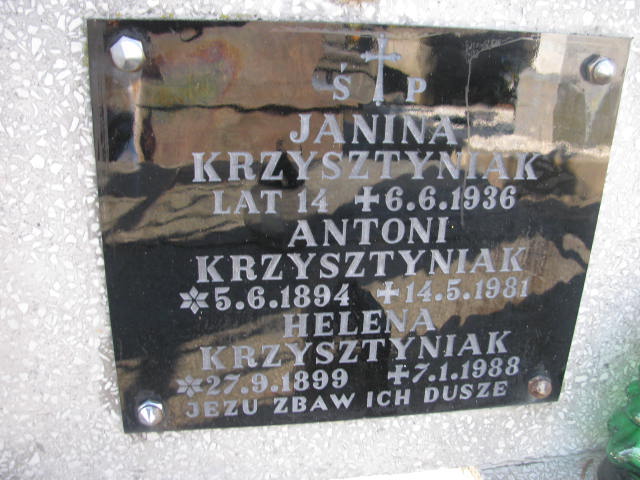 Ś P
JANINA
KRZYSZTYNIAK
LAT 14 ✝6.6.1936
ANTONI
KRZYSZTYNIAK
✻5.6.1894 ✝14.5.1981
HELENA
KRZYSZTYNIAK
✻27.9.1899 ✝7.1.1988
JEZU ZBAW ICH DUSZE